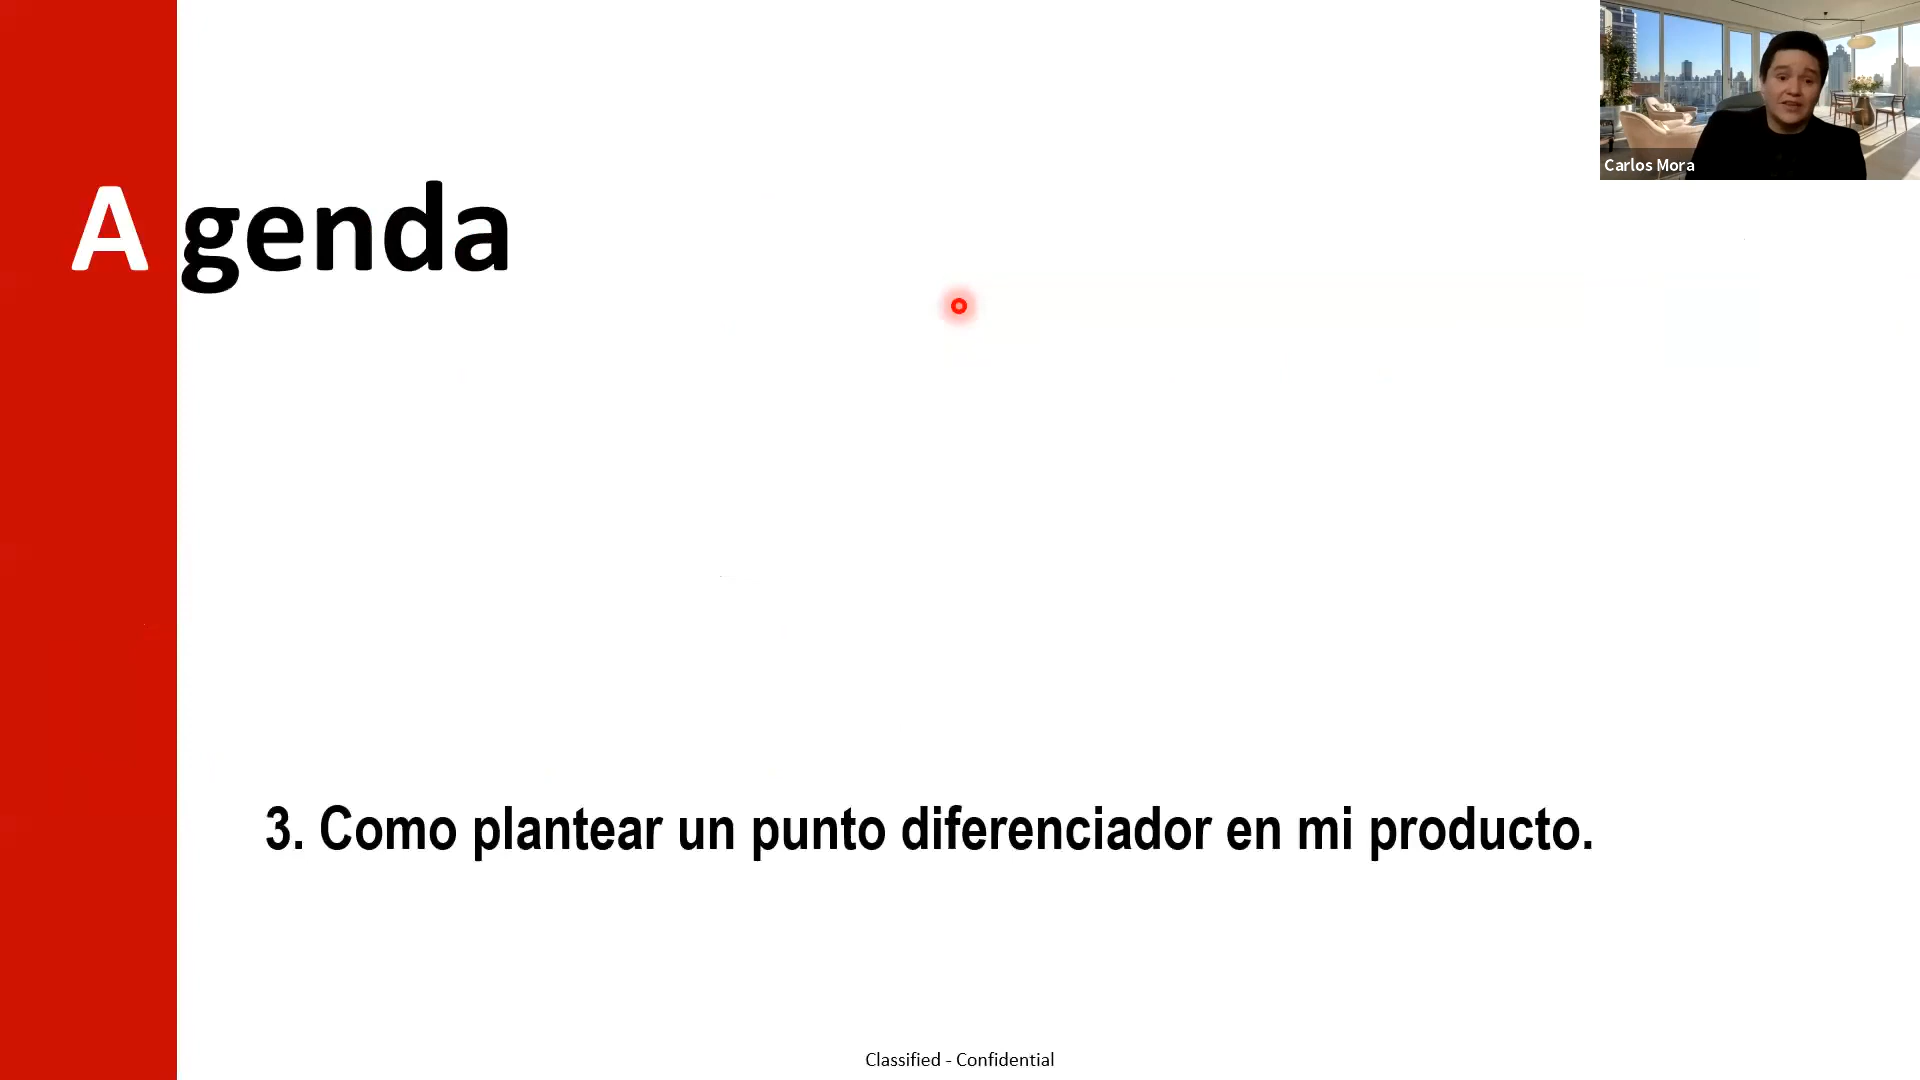 Carlos Mora
Agenda
3. Como plantear un punto diferenciador en mi producto.
Classified - Confidential